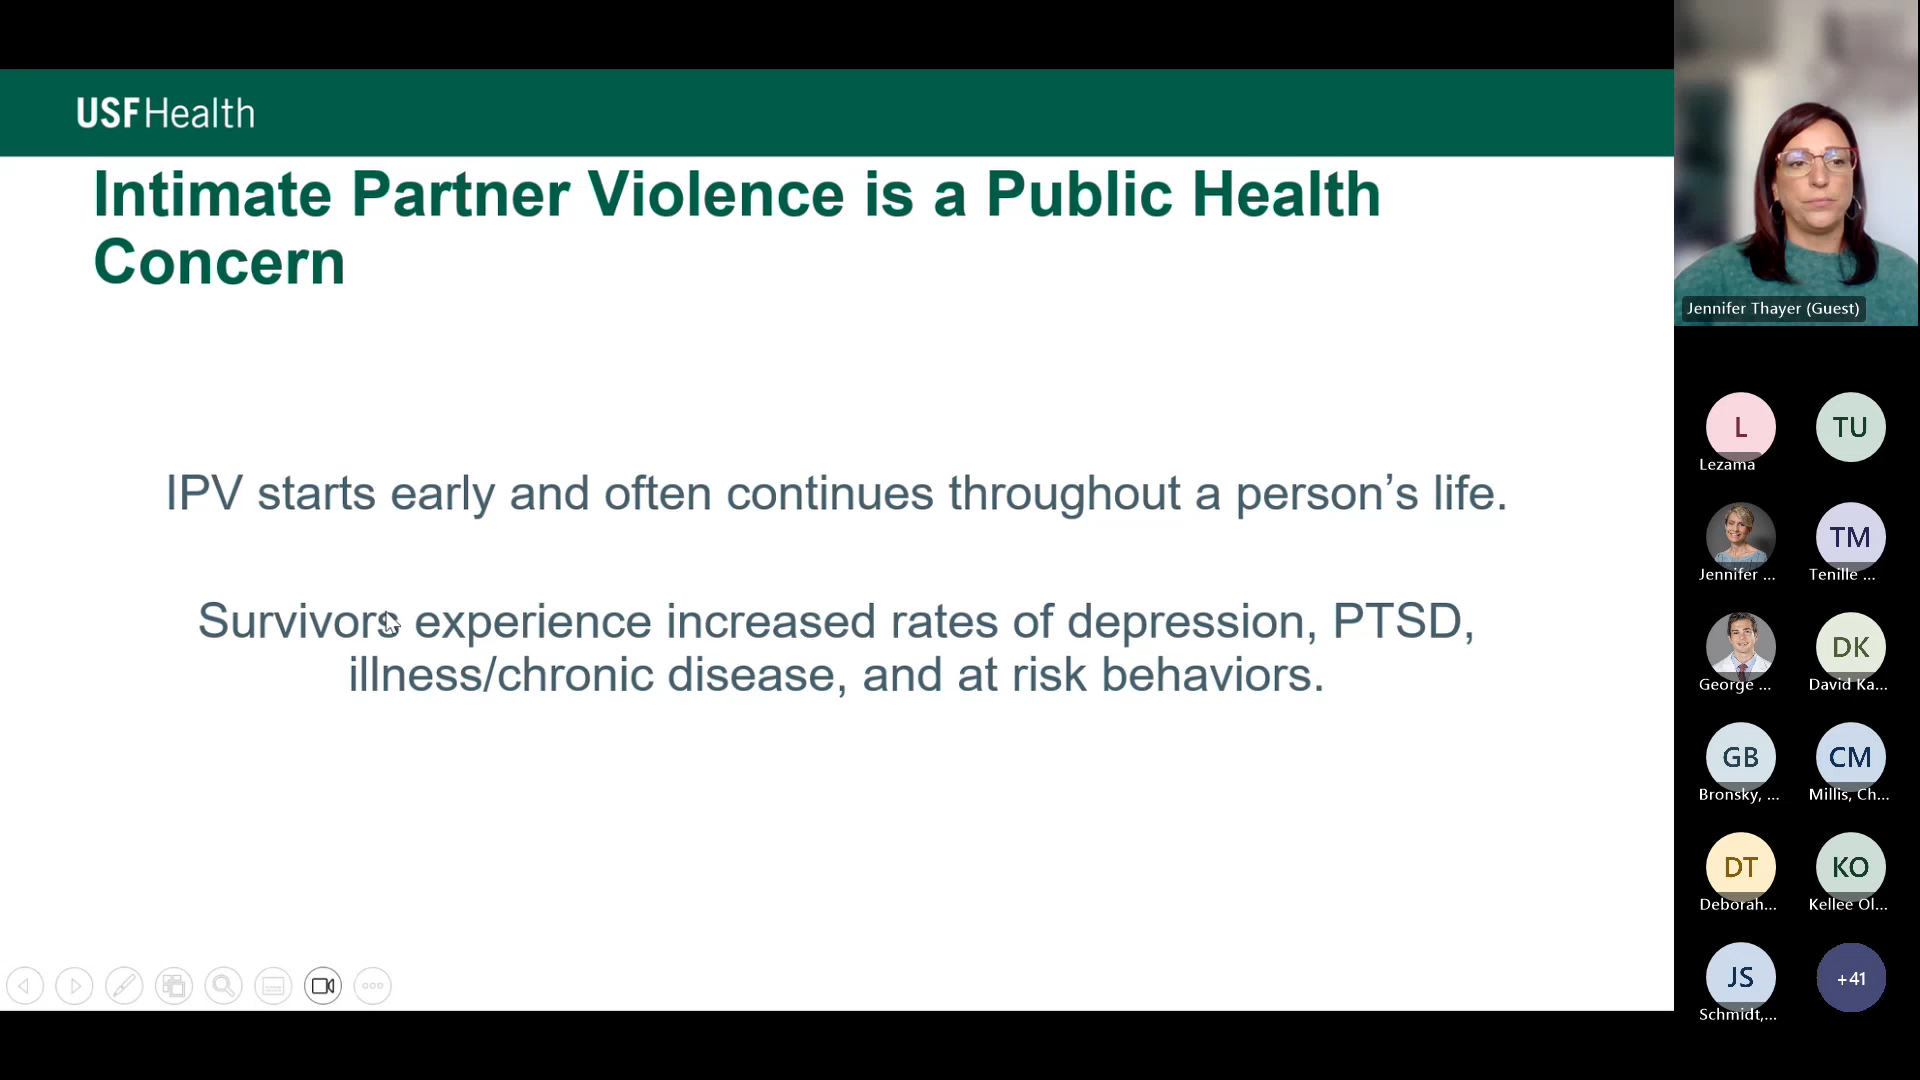 USF Health
Intimate Partner Violence is a Public Health
Concern
IPV starts early and often continues throughout a person’s life.
Survivors experience increased rates of depression, PTSD,
illness/chronic disease, and at risk behaviors.
Jennifer Thayer (Guest)
L
TU
Lezama
TM
Jennifer ...
Tenille ...
DK
George ...
David Ka...
GB
CM
Bronsky, ...
Millis, Ch...
DT
KO
Deborah...
Kellee Ol...
JS
+41
Schmidt,...